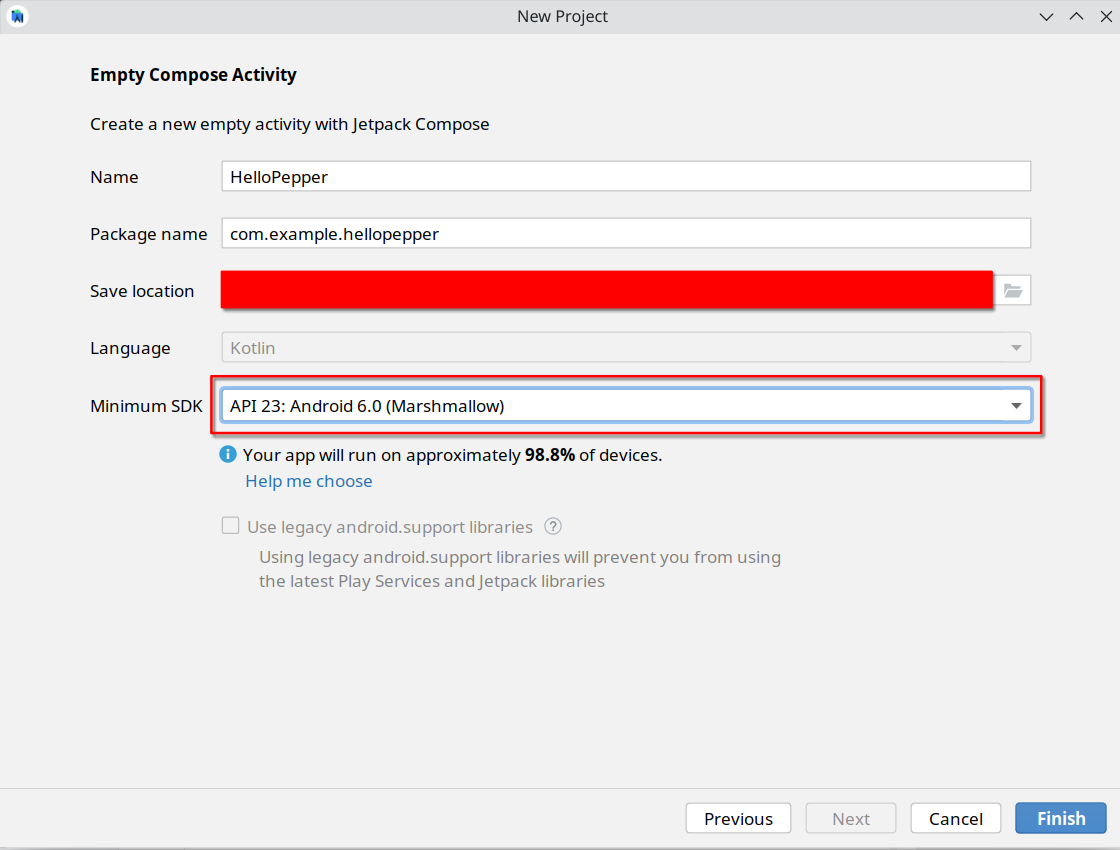 New Project
Empty Compose Activity
Create a new empty activity with Jetpack Compose
Name HelloPepper
Package name com.example.hellopepper
Save location
Language Kotlin
Minimum SDK API 23: Android 6.0 (Marshmallow)
Your app will run on approximately 98.8% of devices.
Help me choose
Use legacy android.support libraries ?
Using legacy android.support libraries will prevent you from using
the latest Play Services and Jetpack libraries
Previous Next Cancel Finish